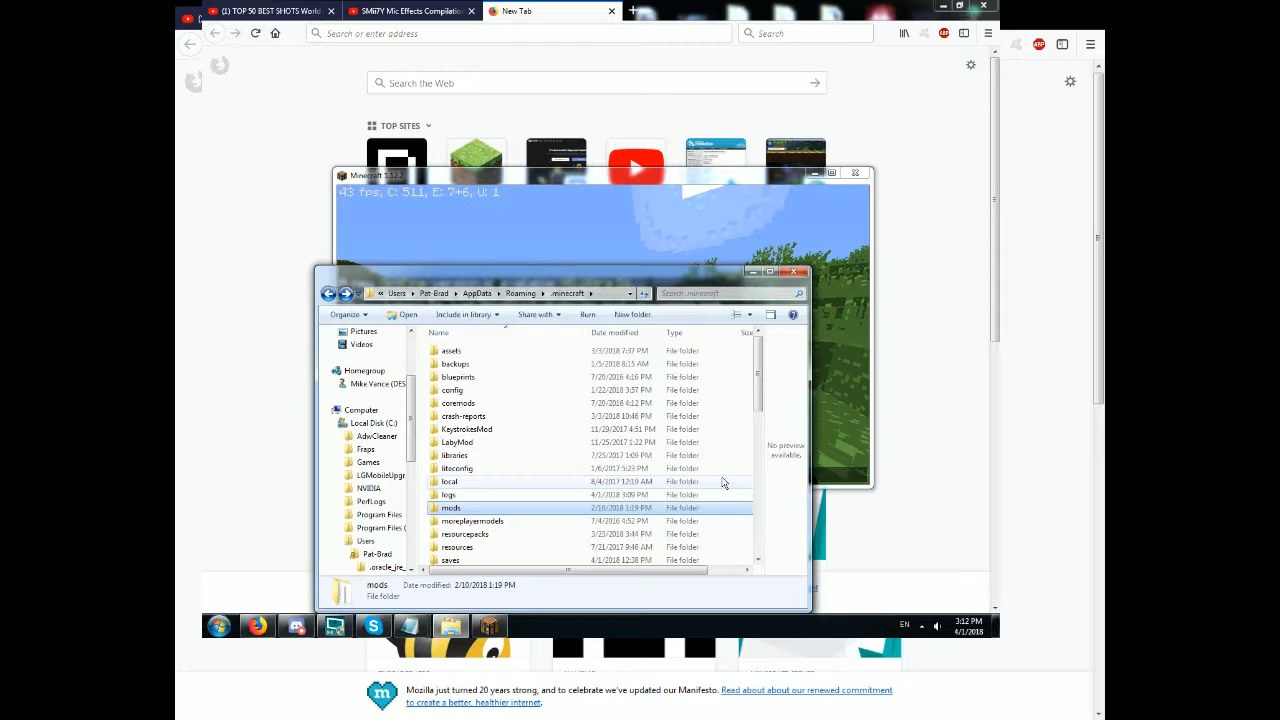 (1) TOP 50 BEST SHOTS World
SMii7Y Mic Effects Compilation
New Tab
Search or enter address
Search
ABP
ABP
Search the Web
TOP SITES
Minecraft 1.12.2
43 fps, C: 511, E: 7+6, U: 1
Users
Pat-Brad
AppData
Roaming
.minecraft
Search .minecraft
Organize
Open
Include in library
Share with
Burn
New folder
Name
Date modified
Type
Size
Pictures
Videos
Homegroup
Mike Vance (DES
Computer
Local Disk (C:)
AdwCleaner
Fraps
Games
LGMobileUpgr
NVIDIA
PerfLogs
Program Files
Program Files (
Users
Pat-Brad
.oracle_jre_
assets 3/3/2018 7:37 PM File folder
backups 1/5/2018 8:15 AM File folder
blueprints 7/20/2016 4:16 PM File folder
config 1/22/2018 3:57 PM File folder
coremods 7/20/2016 4:12 PM File folder
crash-reports 3/3/2018 10:46 PM File folder
KeystrokesMod 11/29/2017 4:51 PM File folder
LabyMod 11/25/2017 1:22 PM File folder
libraries 7/25/2017 1:09 PM File folder
liteconfig 1/6/2017 5:23 PM File folder
local 8/4/2017 12:19 AM File folder
logs 4/1/2018 3:09 PM File folder
mods 2/10/2018 1:19 PM File folder
moreplayermodels 7/4/2016 4:52 PM File folder
resourcepacks 3/23/2018 3:44 PM File folder
resources 7/21/2017 9:46 AM File folder
saves 4/1/2018 12:38 PM File folder
No preview
available.
mods Date modified: 2/10/2018 1:19 PM
File folder
EN
3:12 PM
4/1/2018
m
Mozilla just turned 20 years strong, and to celebrate we've updated our Manifesto. Read about about our renewed commitment
to create a better, healthier internet.